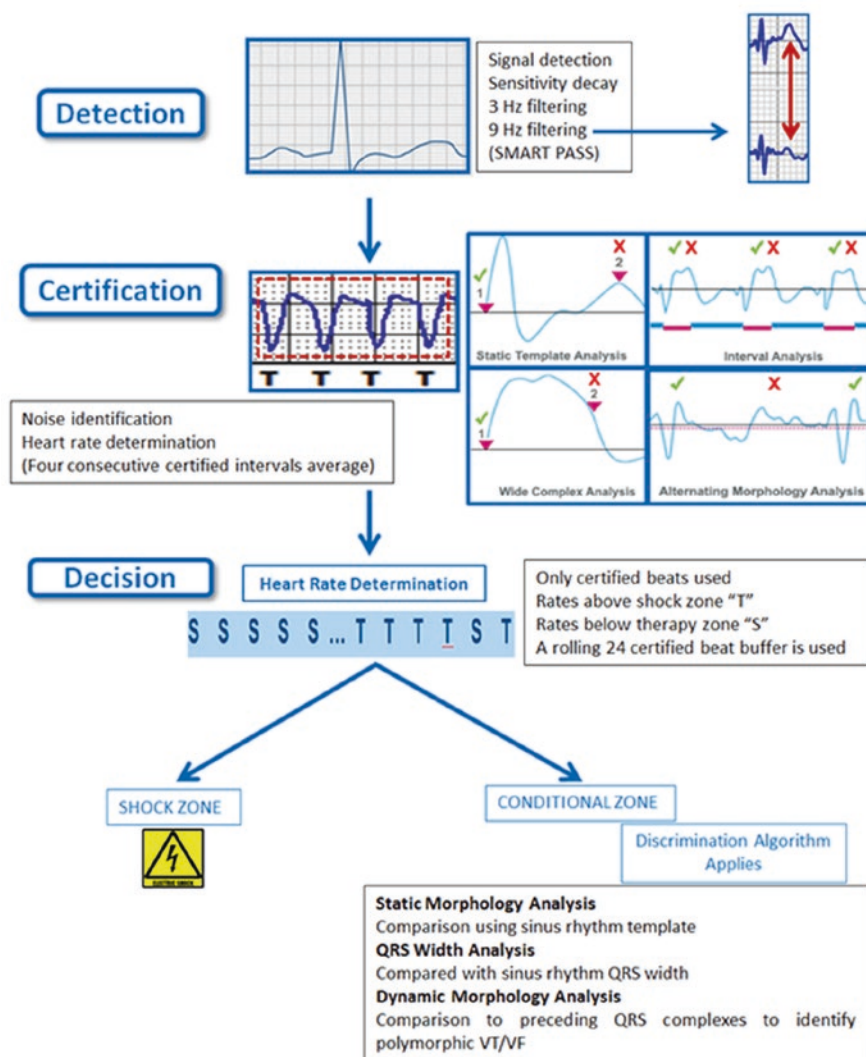 Detection
Signal detection
Sensitivity decay
3 Hz filtering
9 Hz filtering
(SMART PASS)
Certification
T T T T
1
2
Static Template Analysis
Interval Analysis
1
2
Wide Complex Analysis
Alternating Morphology Analysis
Noise identification
Heart rate determination
(Four consecutive certified intervals average)
Decision
Heart Rate Determination
S S S S S ... T T T T S T
Only certified beats used
Rates above shock zone “T”
Rates below therapy zone “S”
A rolling 24 certified beat buffer is used
SHOCK ZONE
ELECTRIC SHOCK
CONDITIONAL ZONE
Discrimination Algorithm
Applies
Static Morphology Analysis
Comparison using sinus rhythm template
QRS Width Analysis
Compared with sinus rhythm QRS width
Dynamic Morphology Analysis
Comparison to preceding QRS complexes to identify
polymorphic VT/VF